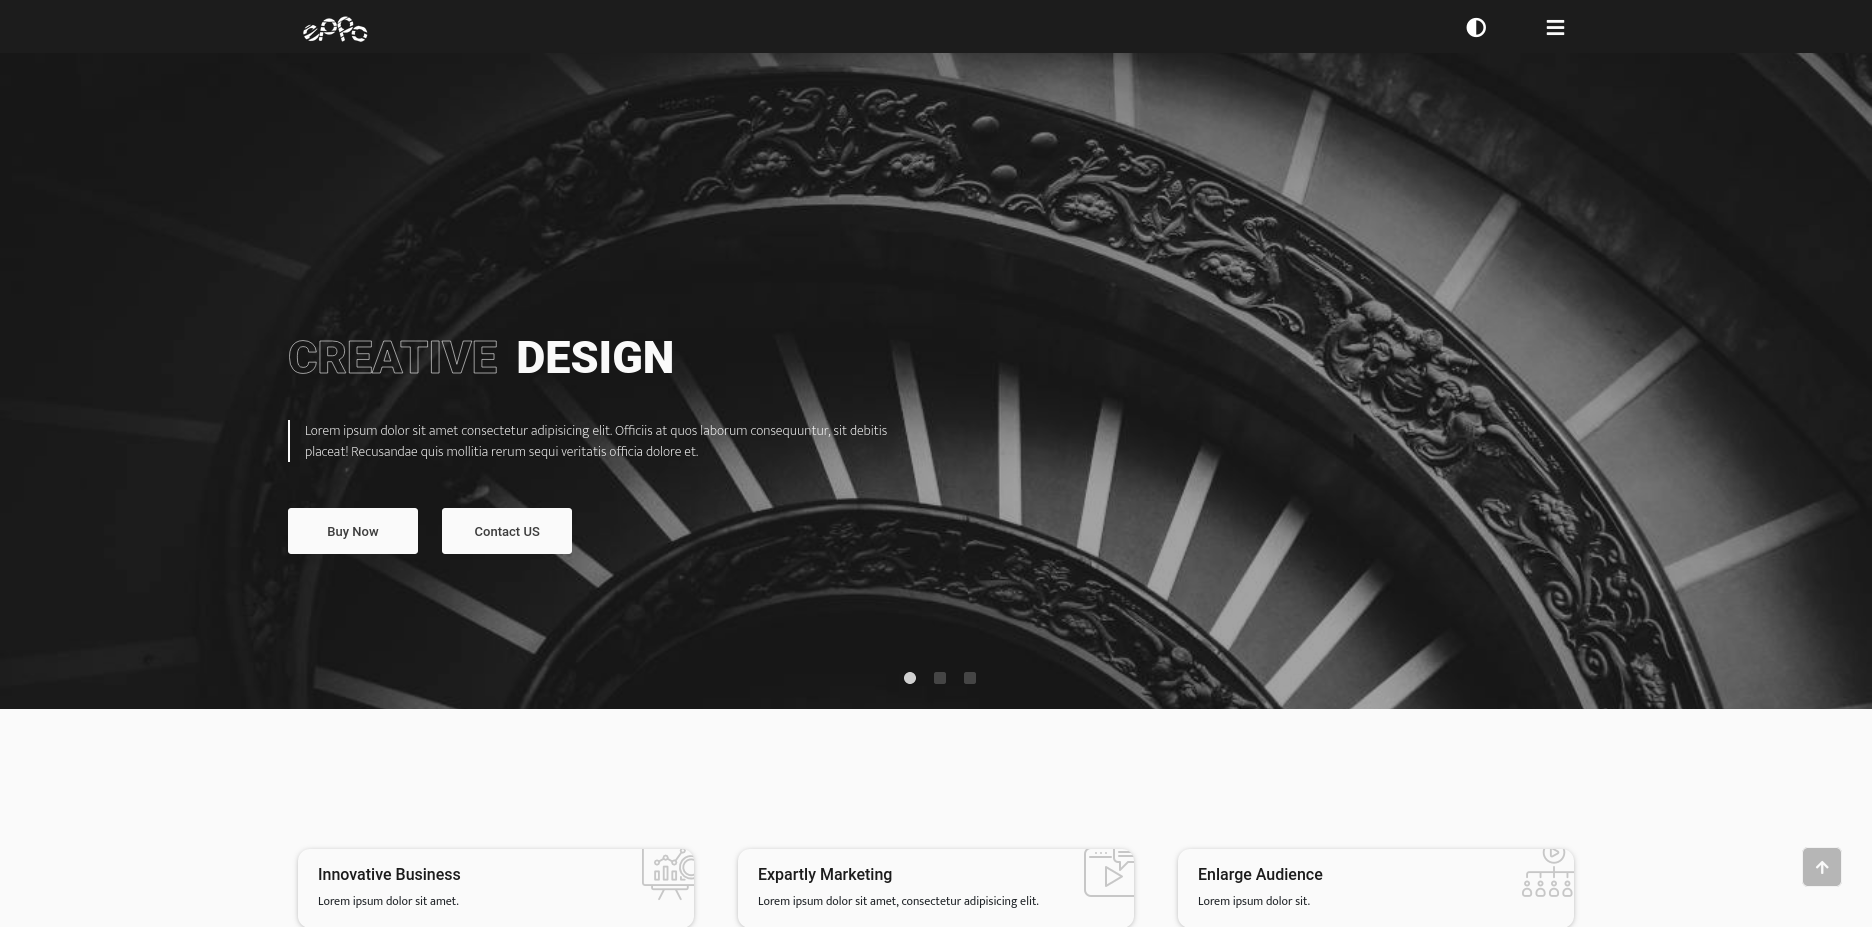 eppo
CREATIVE DESIGN
Lorem ipsum dolor sit amet consectetur adipisicing elit. Officiis at quos laborum consequuntur, sit debitis
placeat! Recusandae quis mollitia rerum sequi veritatis officia dolore et.
Buy Now
Contact US
Innovative Business
Lorem ipsum dolor sit amet.
Expartly Marketing
Lorem ipsum dolor sit amet, consectetur adipisicing elit.
Enlarge Audience
Lorem ipsum dolor sit.